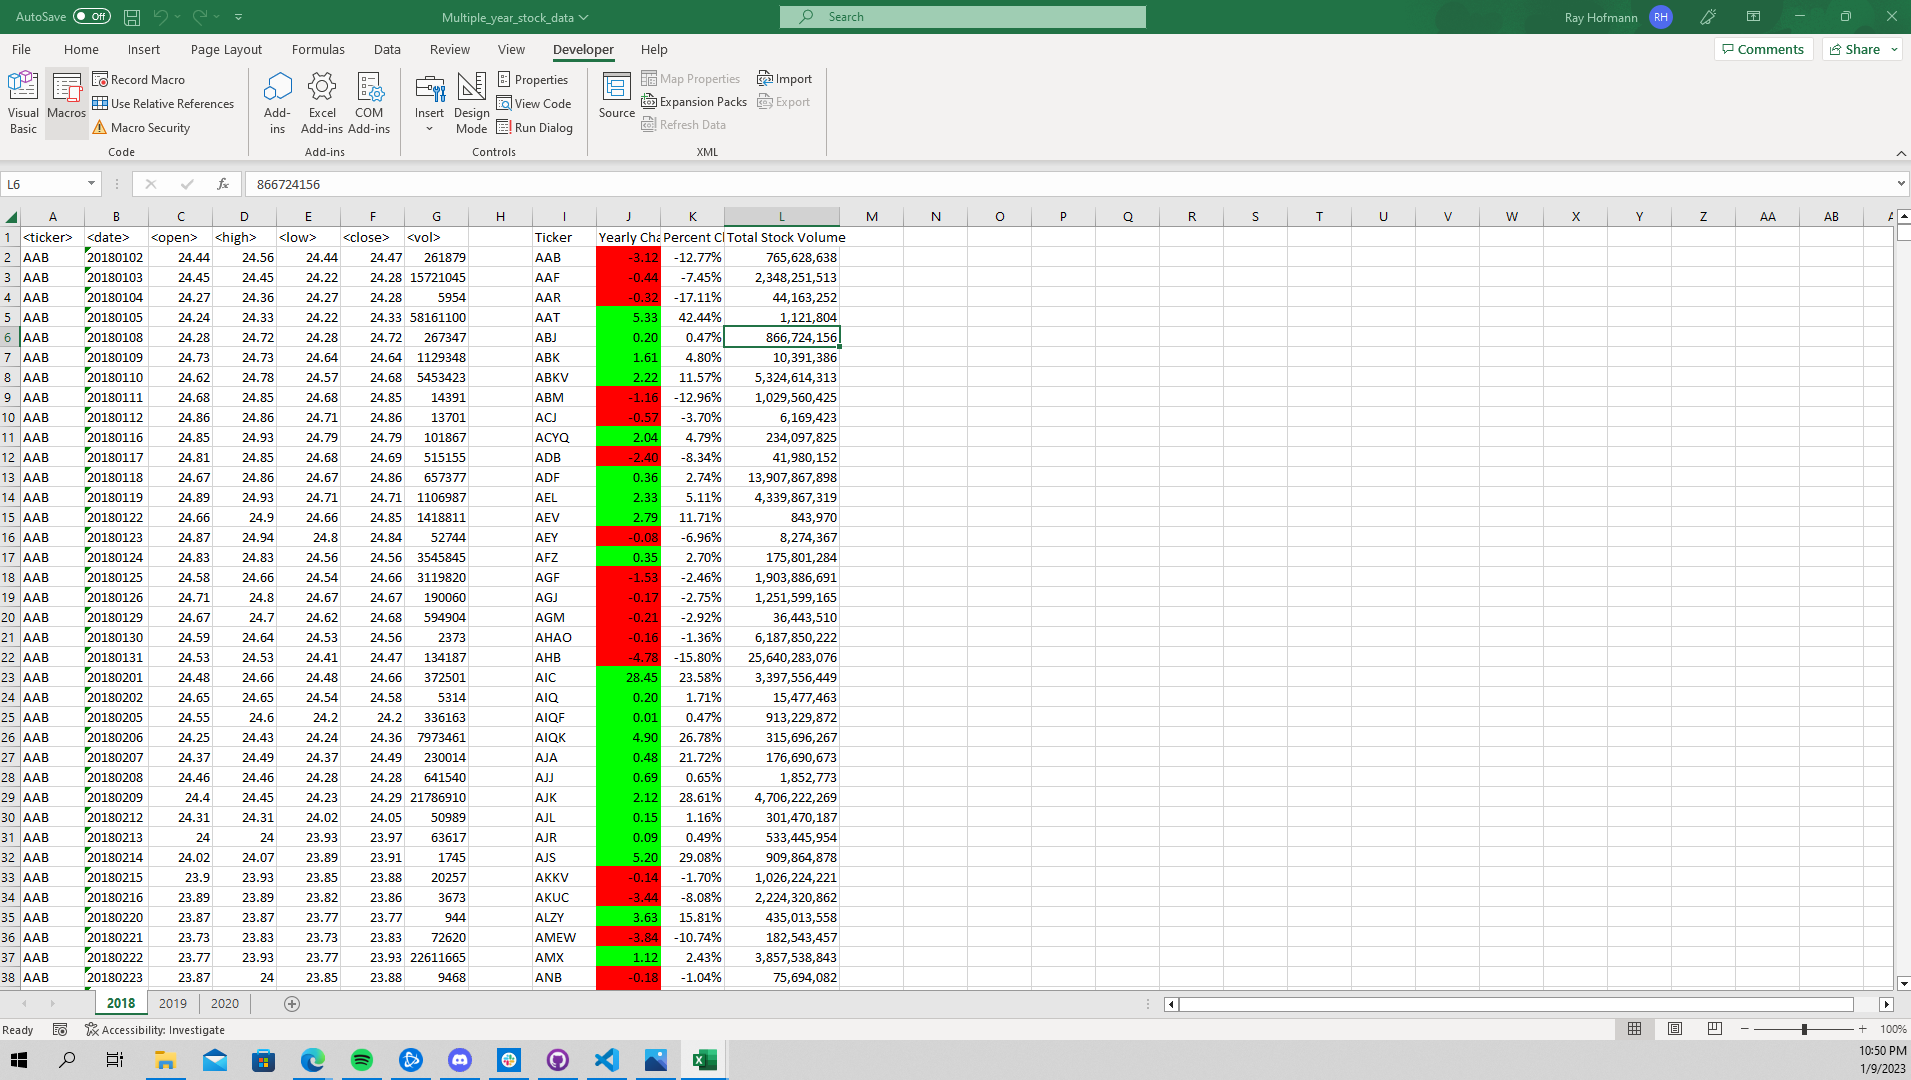 AutoSave Off Multiple_year_stock_data Search Ray Hofmann RH
File Home Insert Page Layout Formulas Data Review View Developer Help Comments Share
Visual Basic Macros Record Macro Use Relative References Macro Security Code
Add-ins Excel Add-ins COM Add-ins Add-ins
Insert Design Mode Properties View Code Run Dialog Controls
Source Map Properties Expansion Packs Refresh Data Import Export XML
L6 fx 866724156
A B C D E F G H I J K L M N O P Q R S T U V W X Y Z AA AB
1 <ticker> <date> <open> <high> <low> <close> <vol> Ticker Yearly Cha Percent Cl Total Stock Volume
2 AAB 20180102 24.44 24.56 24.44 24.47 261879 AAB -3.12 -12.77% 765,628,638
3 AAB 20180103 24.45 24.45 24.22 24.28 15721045 AAF -0.44 -7.45% 2,348,251,513
4 AAB 20180104 24.27 24.36 24.27 24.28 5954 AAR -0.32 -17.11% 44,163,252
5 AAB 20180105 24.24 24.33 24.22 24.33 58161100 AAT 5.33 42.44% 1,121,804
6 AAB 20180108 24.28 24.72 24.28 24.72 267347 ABJ 0.20 0.47% 866,724,156
7 AAB 20180109 24.73 24.73 24.64 24.64 1129348 ABK 1.61 4.80% 10,391,386
8 AAB 20180110 24.62 24.78 24.57 24.68 5453423 ABKV 2.22 11.57% 5,324,614,313
9 AAB 20180111 24.68 24.85 24.68 24.85 14391 ABM -1.16 -12.96% 1,029,560,425
10 AAB 20180112 24.86 24.86 24.71 24.86 13701 ACJ -0.57 -3.70% 6,169,423
11 AAB 20180116 24.85 24.93 24.79 24.79 101867 ACYQ 2.04 4.79% 234,097,825
12 AAB 20180117 24.81 24.85 24.68 24.69 515155 ADB -2.40 -8.34% 41,980,152
13 AAB 20180118 24.67 24.86 24.67 24.86 657377 ADF 0.36 2.74% 13,907,867,898
14 AAB 20180119 24.89 24.93 24.71 24.71 1106987 AEL 2.33 5.11% 4,339,867,319
15 AAB 20180122 24.66 24.9 24.66 24.85 1418811 AEV 2.79 11.71% 843,970
16 AAB 20180123 24.87 24.94 24.8 24.84 52744 AEY -0.08 -6.96% 8,274,367
17 AAB 20180124 24.83 24.83 24.56 24.56 3545845 AFZ 0.35 2.70% 175,801,284
18 AAB 20180125 24.58 24.66 24.54 24.66 3119820 AGF -1.53 -2.46% 1,903,886,691
19 AAB 20180126 24.71 24.8 24.67 24.67 190060 AGJ -0.17 -2.75% 1,251,599,165
20 AAB 20180129 24.67 24.7 24.62 24.68 594904 AGM -0.21 -2.92% 36,443,510
21 AAB 20180130 24.59 24.64 24.53 24.56 2373 AHAO -0.16 -1.36% 6,187,850,222
22 AAB 20180131 24.53 24.53 24.41 24.47 134187 AHB -4.78 -15.80% 25,640,283,076
23 AAB 20180201 24.48 24.66 24.48 24.66 372501 AIC 28.45 23.58% 3,397,556,449
24 AAB 20180202 24.65 24.65 24.54 24.58 5314 AIQ 0.20 1.71% 15,477,463
25 AAB 20180205 24.55 24.6 24.2 24.2 336163 AIQF 0.01 0.47% 913,229,872
26 AAB 20180206 24.25 24.43 24.24 24.36 7973461 AIQK 4.90 26.78% 315,696,267
27 AAB 20180207 24.37 24.49 24.37 24.49 230014 AJA 0.48 21.72% 176,690,673
28 AAB 20180208 24.46 24.46 24.28 24.28 641540 AJJ 0.69 0.65% 1,852,773
29 AAB 20180209 24.4 24.45 24.23 24.29 21786910 AJK 2.12 28.61% 4,706,222,269
30 AAB 20180212 24.31 24.31 24.02 24.05 50989 AJL 0.15 1.16% 301,470,187
31 AAB 20180213 24 24 23.93 23.97 63617 AJR 0.09 0.49% 533,445,954
32 AAB 20180214 24.02 24.07 23.89 23.91 1745 AJS 5.20 29.08% 909,864,878
33 AAB 20180215 23.9 23.93 23.85 23.88 20257 AKKV -0.14 -1.70% 1,026,224,221
34 AAB 20180216 23.89 23.89 23.82 23.86 3673 AKUC -3.44 -8.08% 2,224,320,862
35 AAB 20180220 23.87 23.87 23.77 23.77 944 ALZY 3.63 15.81% 435,013,558
36 AAB 20180221 23.73 23.83 23.73 23.83 72620 AMEW -3.84 -10.74% 182,543,457
37 AAB 20180222 23.77 23.93 23.77 23.93 22611665 AMX 1.12 2.43% 3,857,538,843
38 AAB 20180223 23.87 24 23.85 23.88 9468 ANB -0.18 -1.04% 75,694,082
2018 2019 2020
Ready Accessibility: Investigate 100%
10:50 PM
1/9/2023